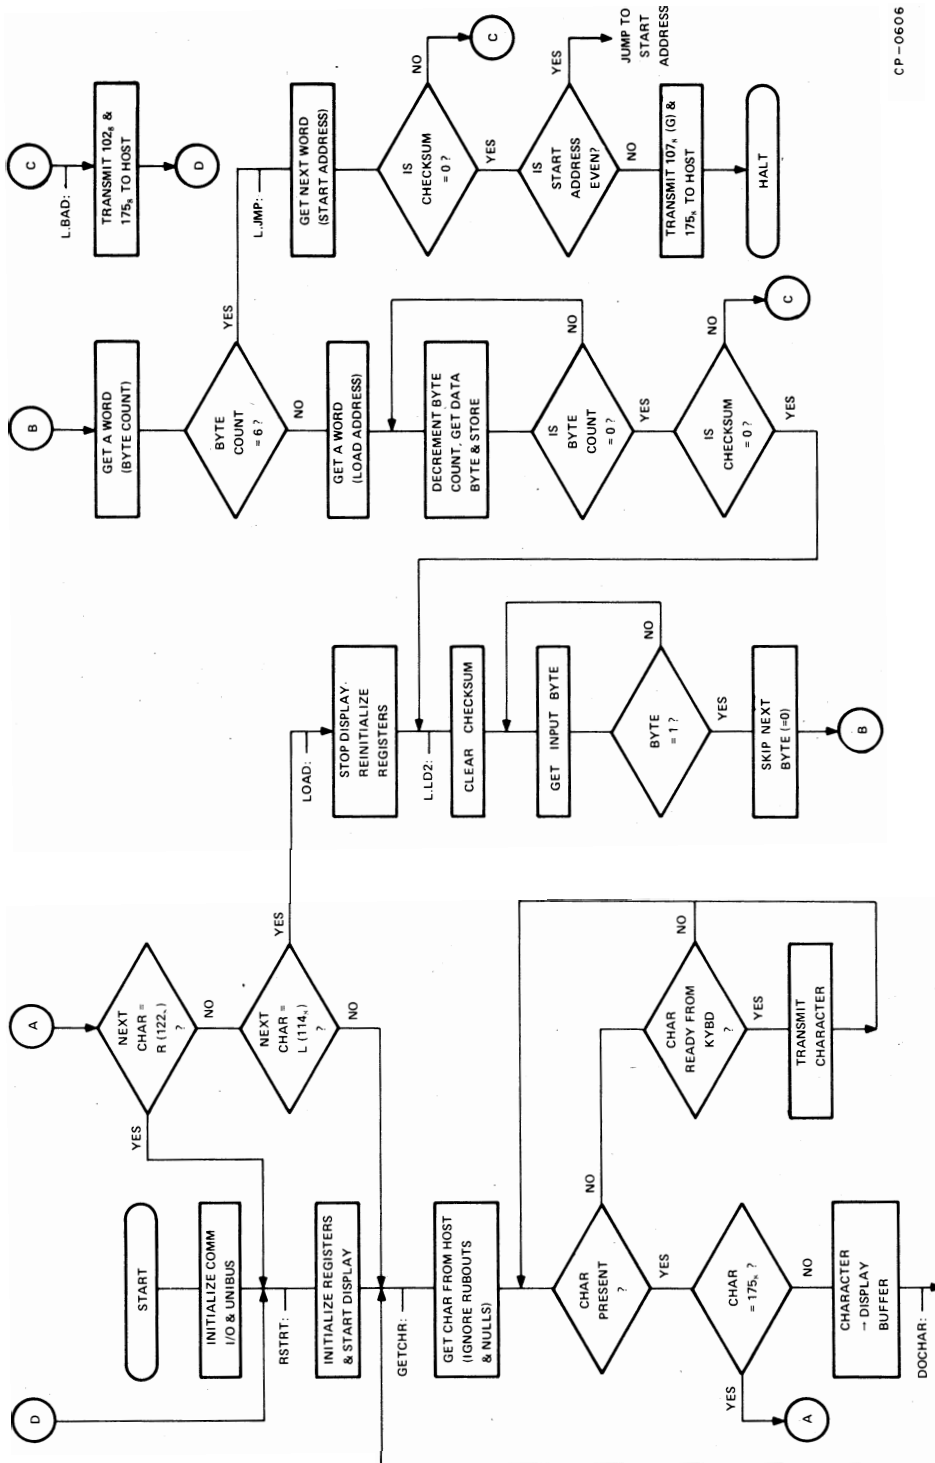 START
INITIALIZE COMM
I/O & UNIBUS
D
RSTRT:
INITIALIZE REGISTERS
& START DISPLAY
GETCHR:
GET CHAR FROM HOST
(IGNORE RUBOUTS
& NULLS)
CHAR
PRESENT
?
NO
YES
CHAR
= 175₈ ?
YES
A
NO
CHARACTER
→ DISPLAY
BUFFER
DOCHAR:
A
NEXT
CHAR =
R (122₈)
?
YES
NO
NEXT
CHAR =
L (114₈)
?
YES
NO
CHAR
READY FROM
KYBD
?
NO
YES
TRANSMIT
CHARACTER
LOAD:
STOP DISPLAY.
REINITIALIZE
REGISTERS
L.LD2:
CLEAR CHECKSUM
GET INPUT BYTE
BYTE
= 1 ?
NO
YES
SKIP NEXT
BYTE (=0)
B
B
GET A WORD
(BYTE COUNT)
BYTE
COUNT
= 6 ?
YES
NO
GET A WORD
(LOAD ADDRESS)
DECREMENT BYTE
COUNT, GET DATA
BYTE & STORE
IS
BYTE
COUNT
= 0 ?
NO
YES
IS
CHECKSUM
= 0 ?
NO
C
YES
C
L.BAD:
TRANSMIT 102₈ &
175₈ TO HOST
D
L.JMP:
GET NEXT WORD
(START ADDRESS)
IS
CHECKSUM
= 0 ?
NO
C
YES
IS
START
ADDRESS
EVEN?
YES
JUMP TO
START
ADDRESS
NO
TRANSMIT 107₈ (G) &
175₈ TO HOST
HALT
CP-0606